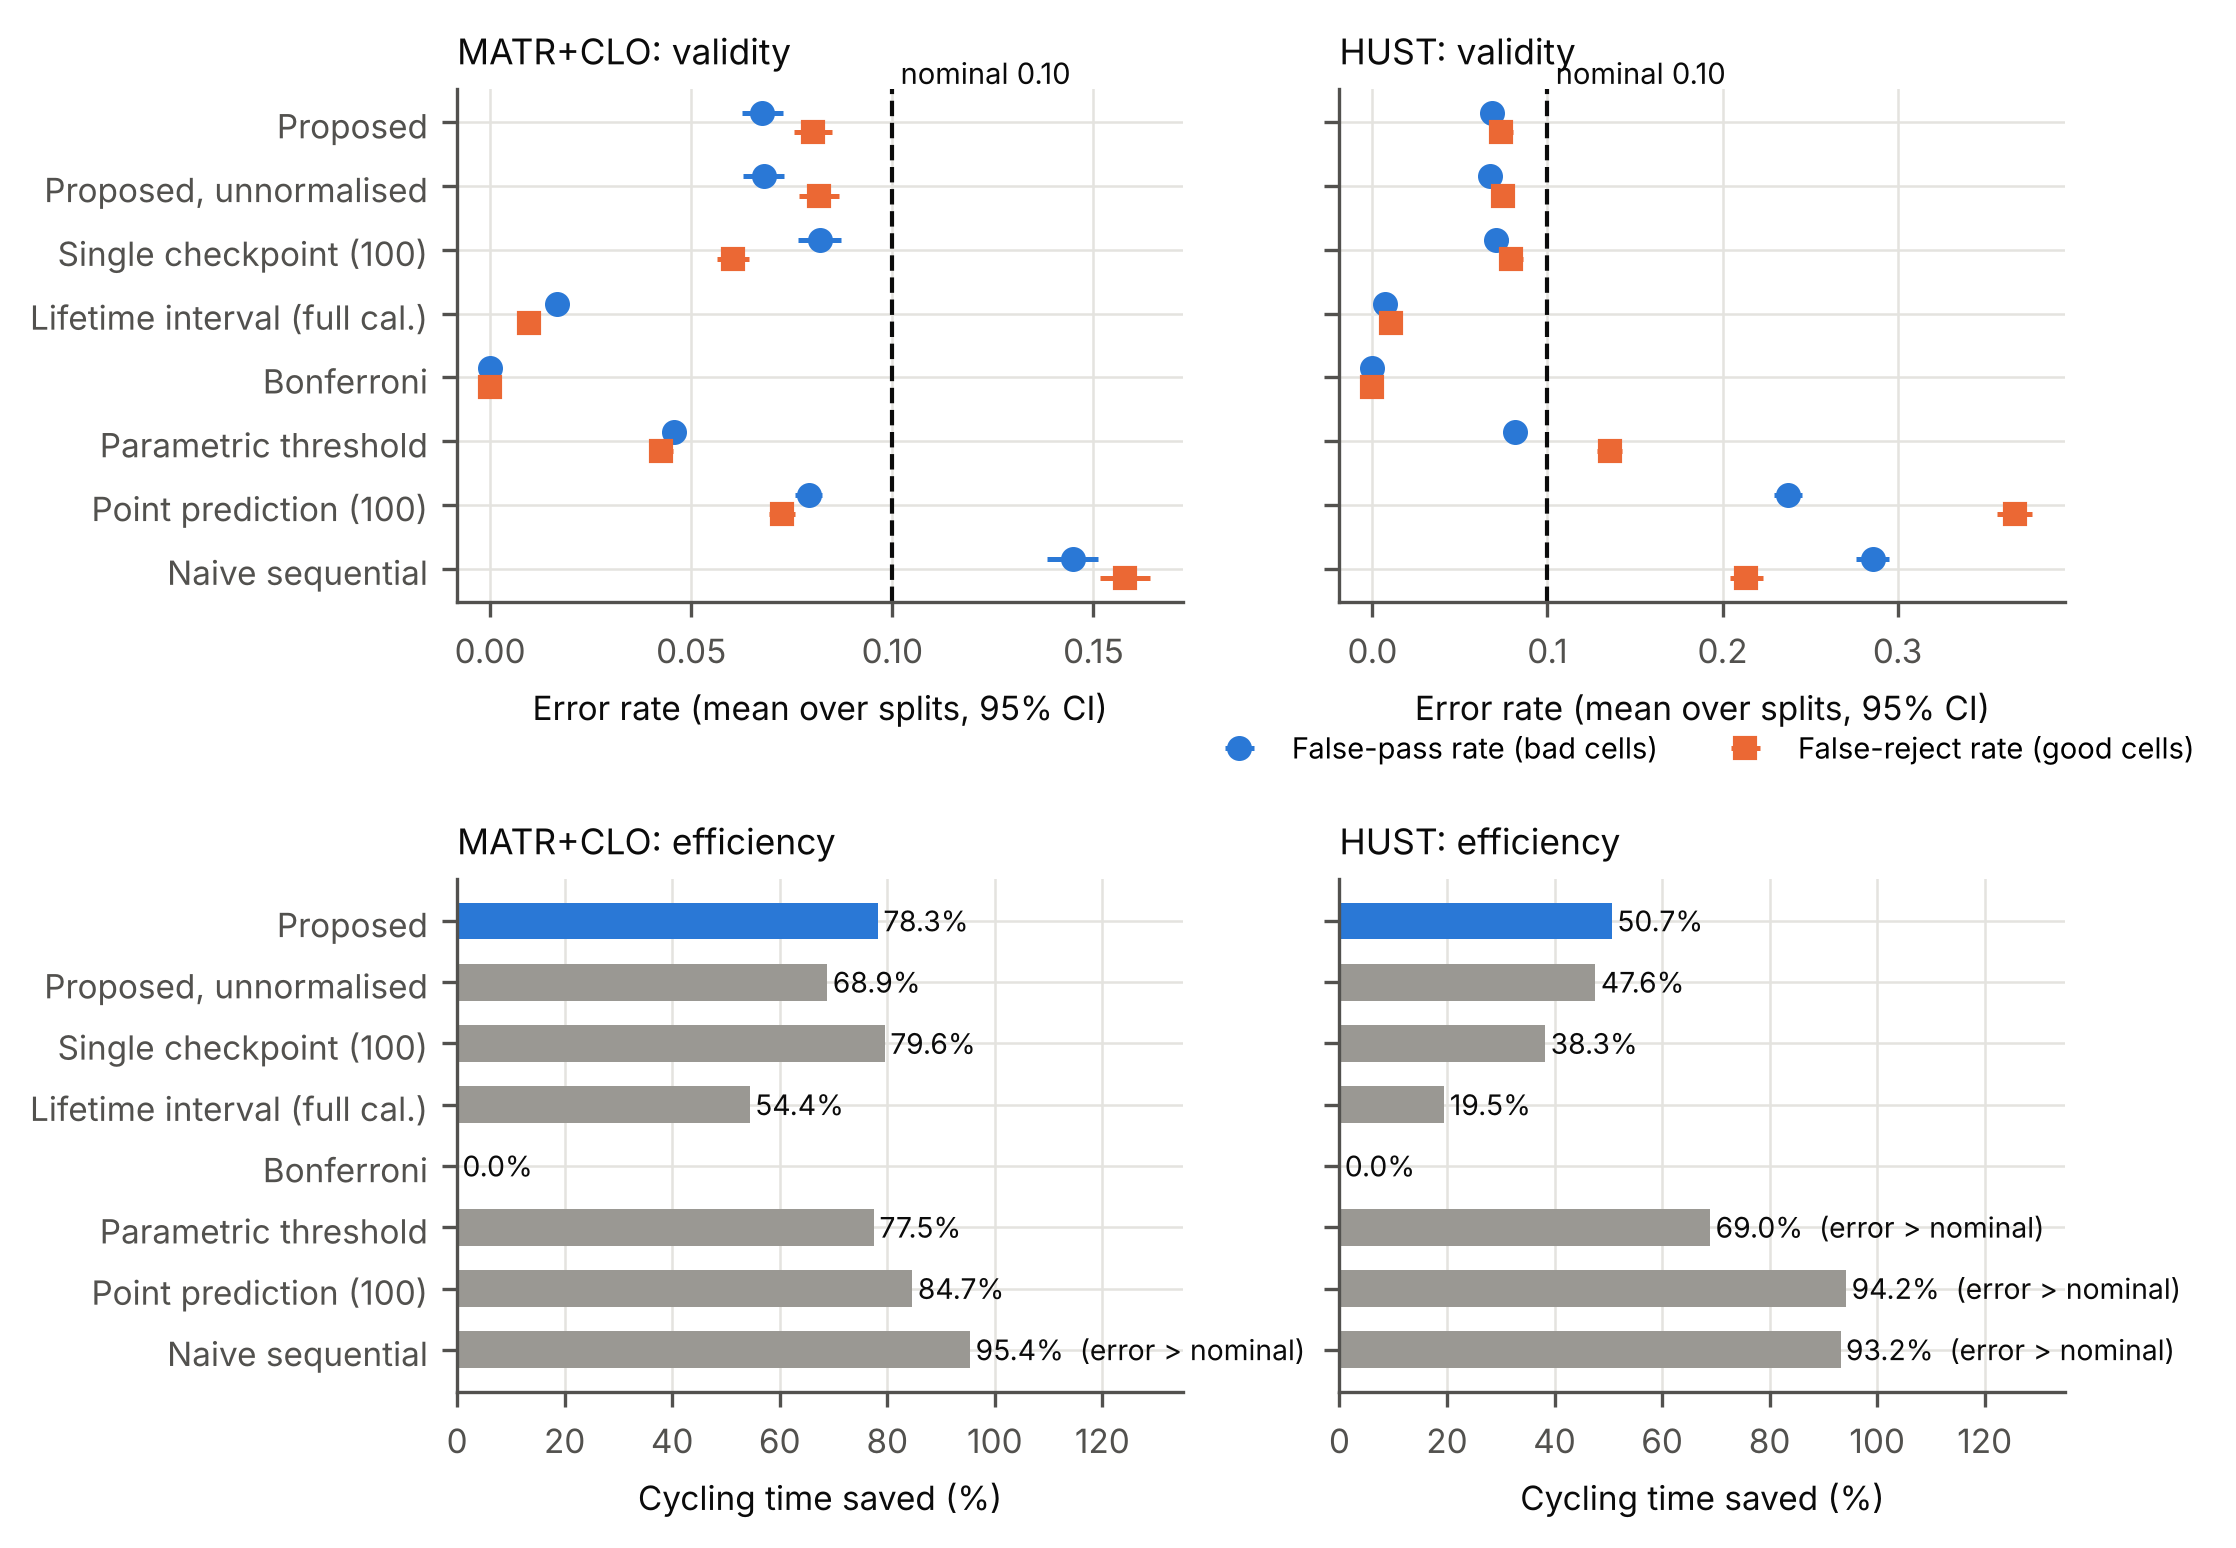 MATR+CLO: validity
nominal 0.10
Proposed
Proposed, unnormalised
Single checkpoint (100)
Lifetime interval (full cal.)
Bonferroni
Parametric threshold
Point prediction (100)
Naive sequential
0.00 0.05 0.10 0.15
Error rate (mean over splits, 95% CI)
HUST: validity
nominal 0.10
0.0 0.1 0.2 0.3
Error rate (mean over splits, 95% CI)
False-pass rate (bad cells) False-reject rate (good cells)
MATR+CLO: efficiency
Proposed 78.3%
Proposed, unnormalised 68.9%
Single checkpoint (100) 79.6%
Lifetime interval (full cal.) 54.4%
Bonferroni 0.0%
Parametric threshold 77.5%
Point prediction (100) 84.7%
Naive sequential 95.4% (error > nominal)
0 20 40 60 80 100 120
Cycling time saved (%)
HUST: efficiency
50.7%
47.6%
38.3%
19.5%
0.0%
69.0% (error > nominal)
94.2% (error > nominal)
93.2% (error > nominal)
0 20 40 60 80 100 120
Cycling time saved (%)